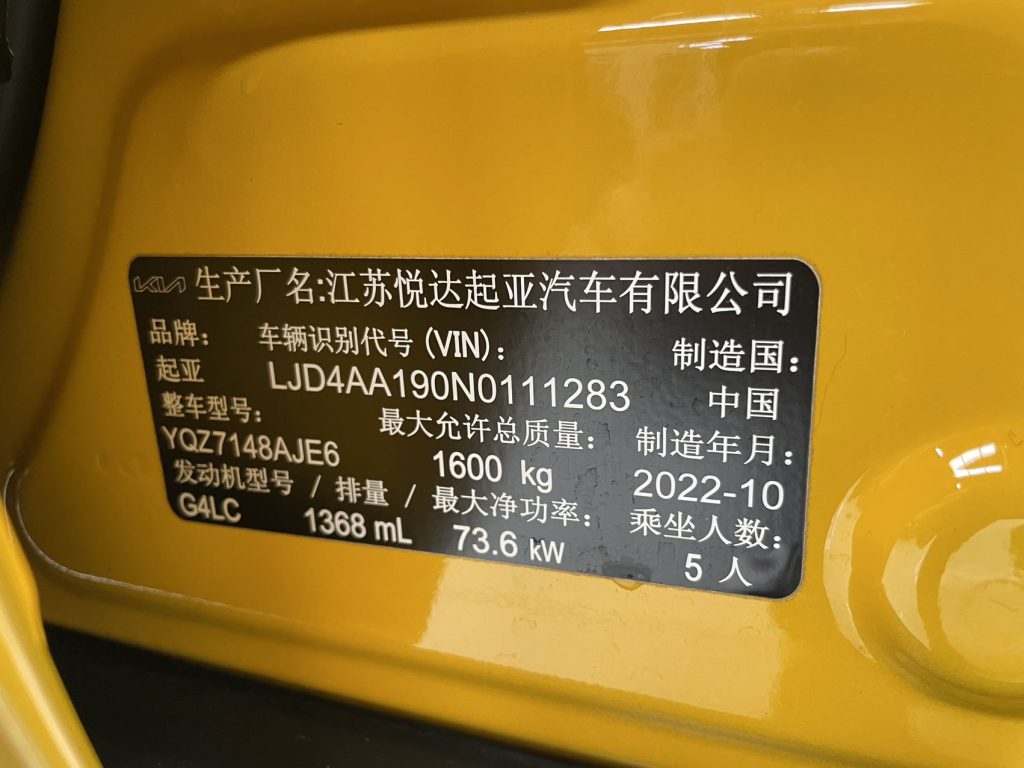 KIA 生产厂名:江苏悦达起亚汽车有限公司
品牌: 车辆识别代号(VIN): 制造国:
起亚 LJD4AA190N0111283 中国
整车型号: 最大允许总质量: 制造年月:
YQZ7148AJE6 1600 kg 2022-10
发动机型号 / 排量 / 最大净功率: 乘坐人数:
G4LC 1368 mL 73.6 kW 5 人